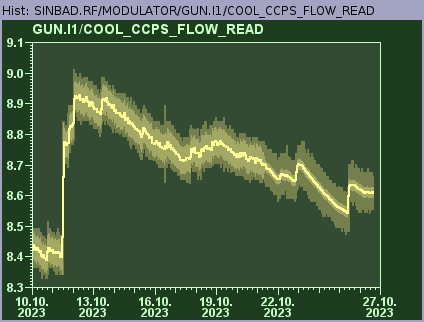 Hist: SINBAD.RF/MODULATOR/GUN.I1/COOL_CCPS_FLOW_READ
GUN.I1/COOL_CCPS_FLOW_READ
9.1
9.0
8.9
8.8
8.7
8.6
8.5
8.4
8.3
10.10. 13.10. 16.10. 19.10. 22.10. 27.10.
2023 2023 2023 2023 2023 2023